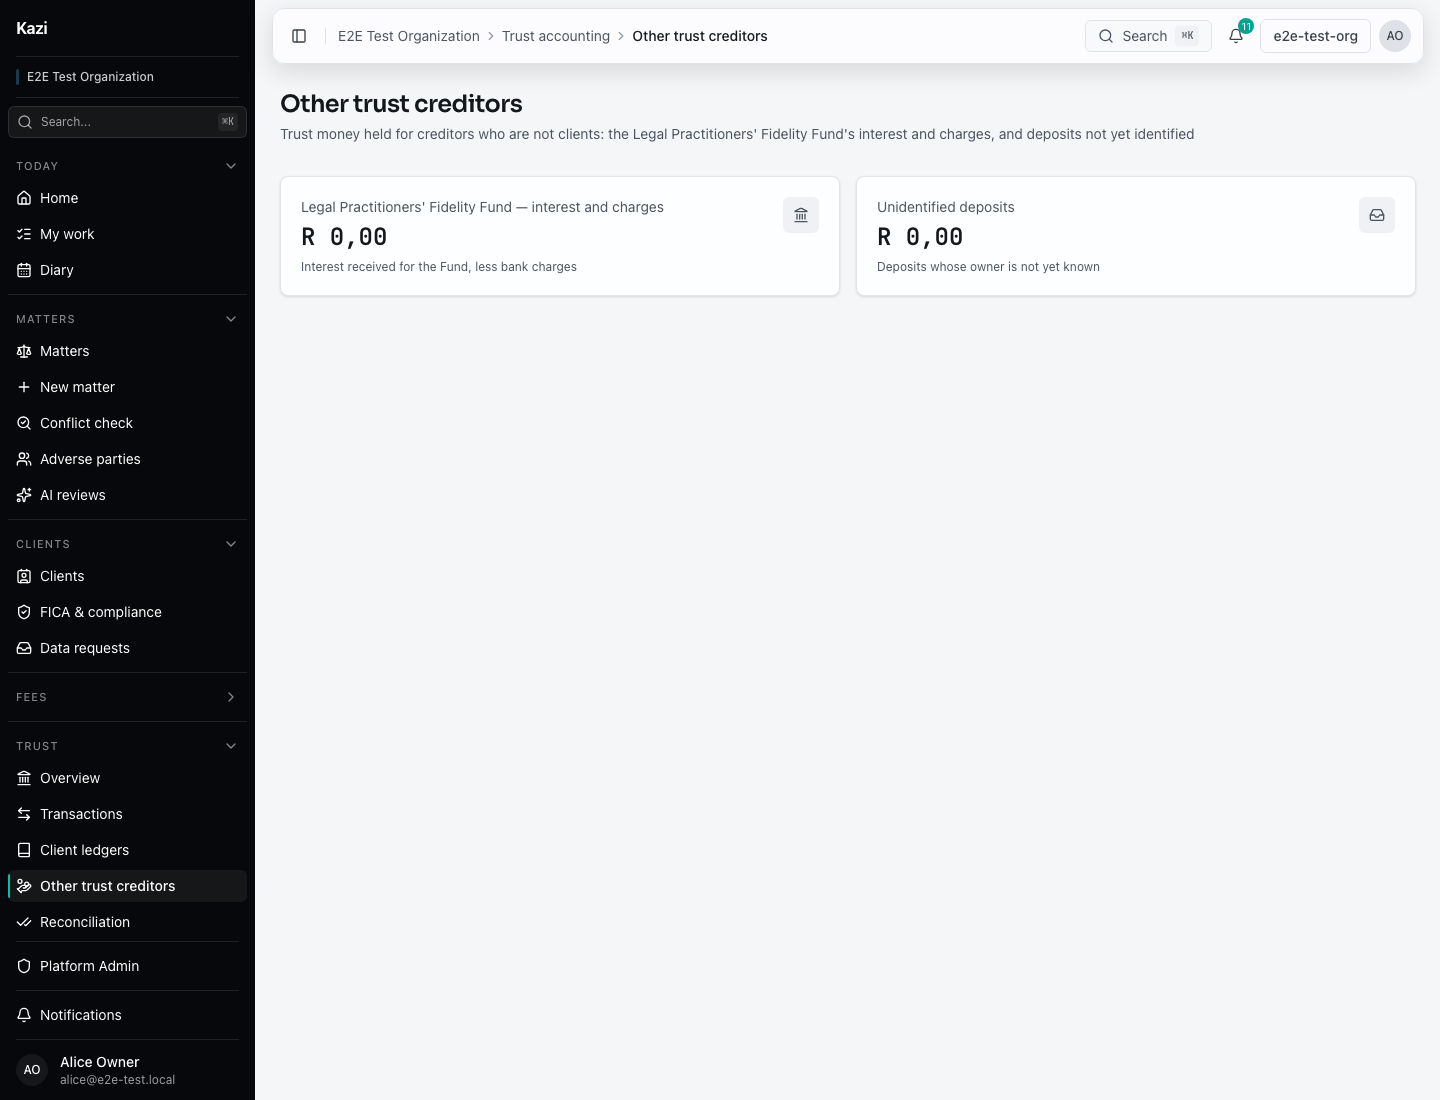 Kazi
E2E Test Organization
Search...
⌘K
TODAY
Home
My work
Diary
MATTERS
Matters
New matter
Conflict check
Adverse parties
AI reviews
CLIENTS
Clients
FICA & compliance
Data requests
FEES
TRUST
Overview
Transactions
Client ledgers
Other trust creditors
Reconciliation
Platform Admin
Notifications
AO
Alice Owner
alice@e2e-test.local
E2E Test Organization
Trust accounting
Other trust creditors
Search ⌘K
11
e2e-test-org
AO
Other trust creditors
Trust money held for creditors who are not clients: the Legal Practitioners' Fidelity Fund's interest and charges, and deposits not yet identified
Legal Practitioners' Fidelity Fund — interest and charges
R 0,00
Interest received for the Fund, less bank charges
Unidentified deposits
R 0,00
Deposits whose owner is not yet known